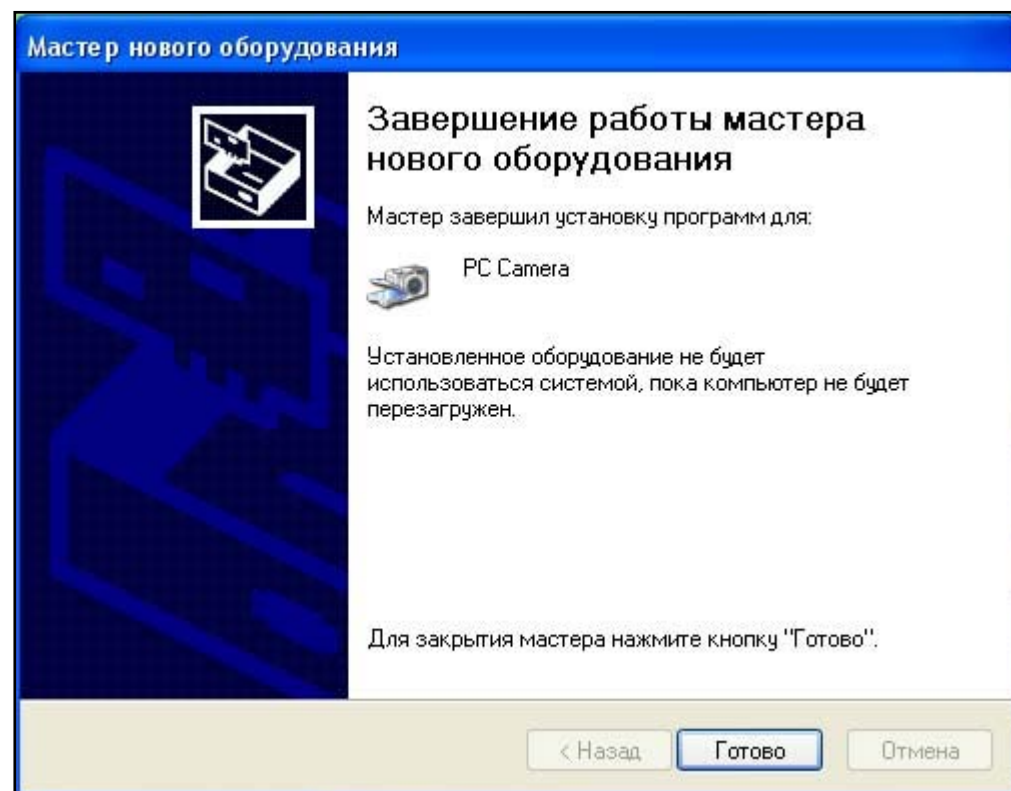 Мастер нового оборудования
Завершение работы мастера
нового оборудования
Мастер завершил установку программ для:
PC Camera
Установленное оборудование не будет
использоваться системой, пока компьютер не будет
перезагружен.
Для закрытия мастера нажмите кнопку "Готово".
< Назад
Готово
Отмена